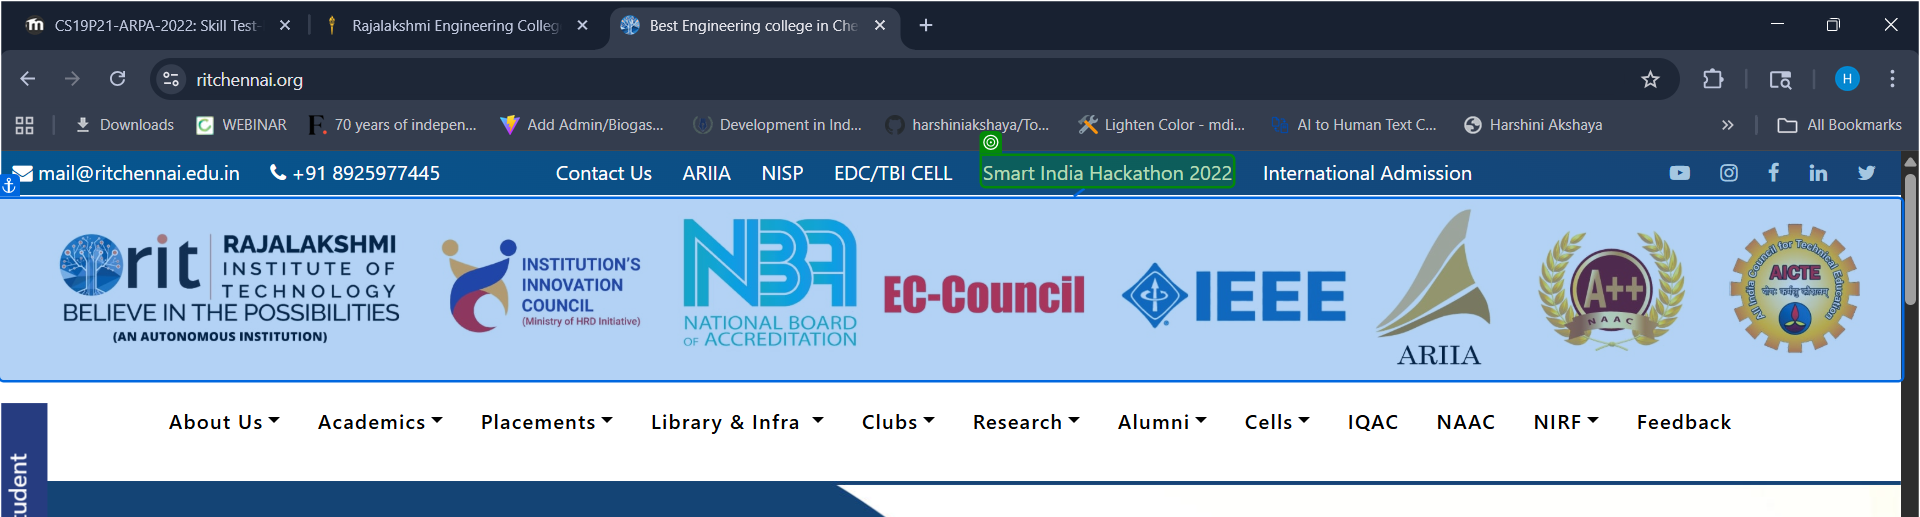 CS19P21-ARPA-2022: Skill Test-
Rajalakshmi Engineering Colleg
Best Engineering college in Che
ritchennai.org
H
Downloads
WEBINAR
70 years of indepen...
Add Admin/Biogas...
Development in Ind...
harshiniakshaya/To...
Lighten Color - mdi...
AI to Human Text C...
Harshini Akshaya
All Bookmarks
mail@ritchennai.edu.in
+91 8925977445
Contact Us
ARIIA
NISP
EDC/TBI CELL
Smart India Hackathon 2022
International Admission
rit
RAJALAKSHMI
INSTITUTE OF
TECHNOLOGY
BELIEVE IN THE POSSIBILITIES
(AN AUTONOMOUS INSTITUTION)
INSTITUTION'S
INNOVATION
COUNCIL
(Ministry of HRD Initiative)
NBA
NATIONAL BOARD
OF ACCREDITATION
EC-Council
IEEE
ARIIA
A++
NAAC
All India Council for Technical Education
AICTE
About Us
Academics
Placements
Library & Infra
Clubs
Research
Alumni
Cells
IQAC
NAAC
NIRF
Feedback
tudent